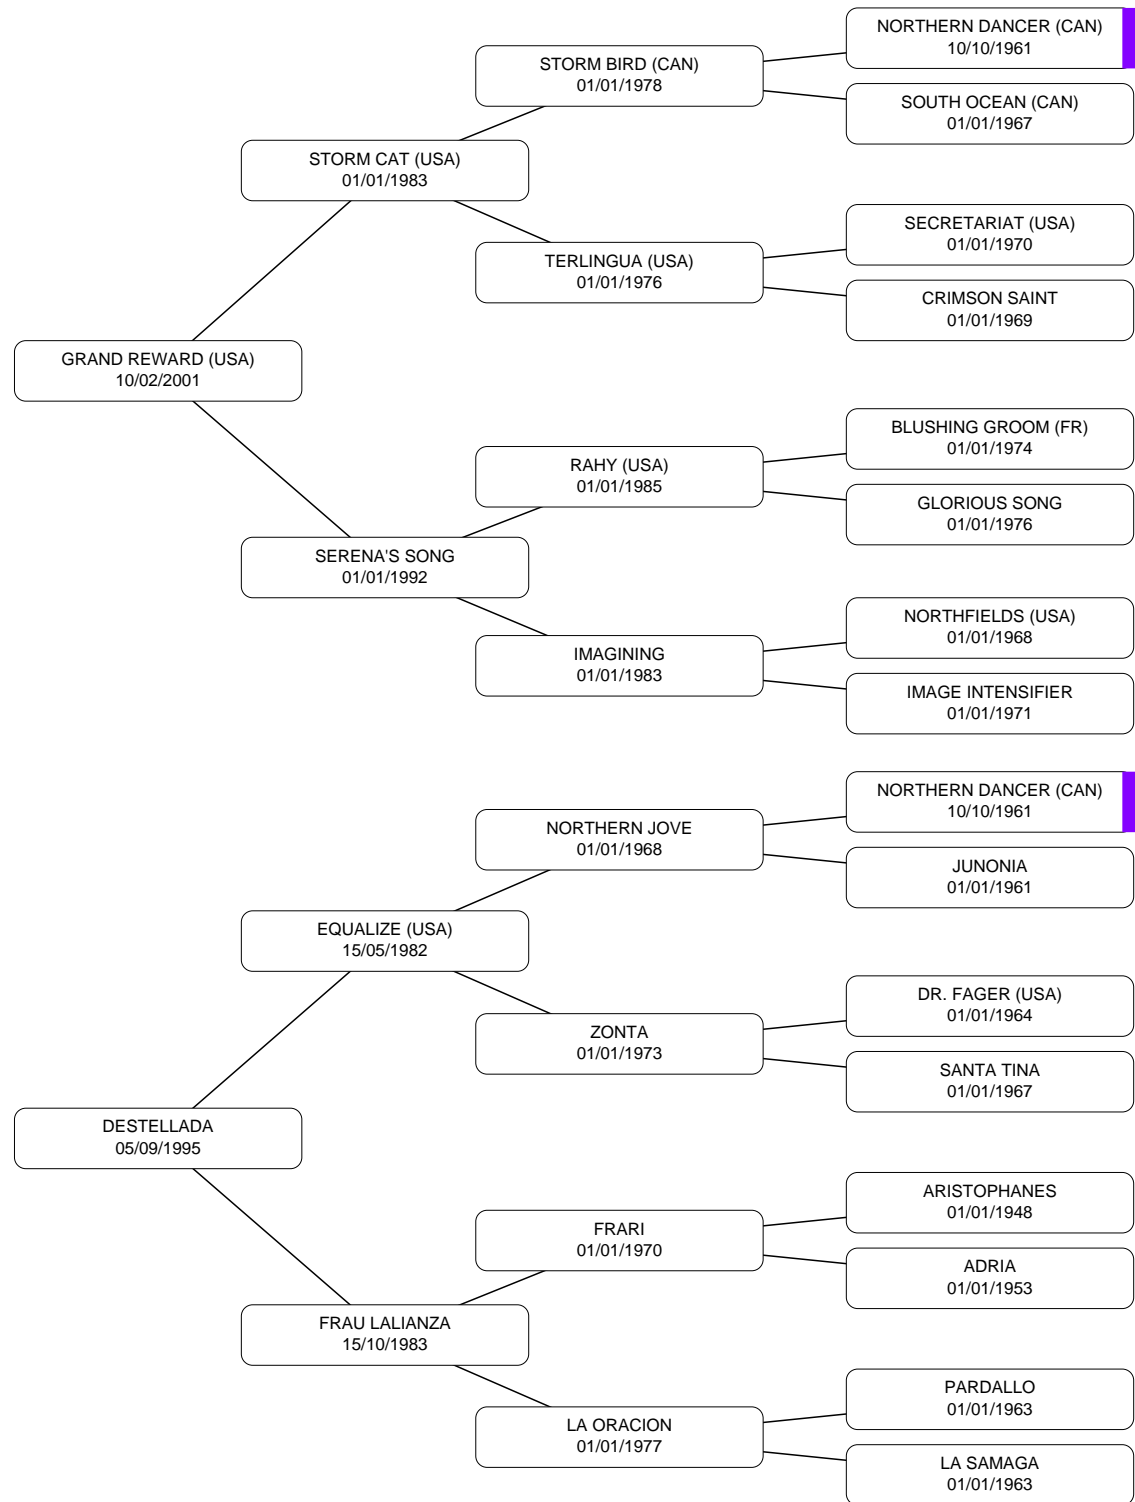 NORTHERN DANCER (CAN)
10/10/1961
STORM BIRD (CAN)
01/01/1978
SOUTH OCEAN (CAN)
01/01/1967
STORM CAT (USA)
01/01/1983
SECRETARIAT (USA)
01/01/1970
TERLINGUA (USA)
01/01/1976
CRIMSON SAINT
01/01/1969
GRAND REWARD (USA)
10/02/2001
BLUSHING GROOM (FR)
01/01/1974
RAHY (USA)
01/01/1985
GLORIOUS SONG
01/01/1976
SERENA'S SONG
01/01/1992
NORTHFIELDS (USA)
01/01/1968
IMAGINING
01/01/1983
IMAGE INTENSIFIER
01/01/1971
NORTHERN DANCER (CAN)
10/10/1961
NORTHERN JOVE
01/01/1968
JUNONIA
01/01/1961
EQUALIZE (USA)
15/05/1982
DR. FAGER (USA)
01/01/1964
ZONTA
01/01/1973
SANTA TINA
01/01/1967
DESTELLADA
05/09/1995
ARISTOPHANES
01/01/1948
FRARI
01/01/1970
ADRIA
01/01/1953
FRAU LALIANZA
15/10/1983
PARDALLO
01/01/1963
LA ORACION
01/01/1977
LA SAMAGA
01/01/1963